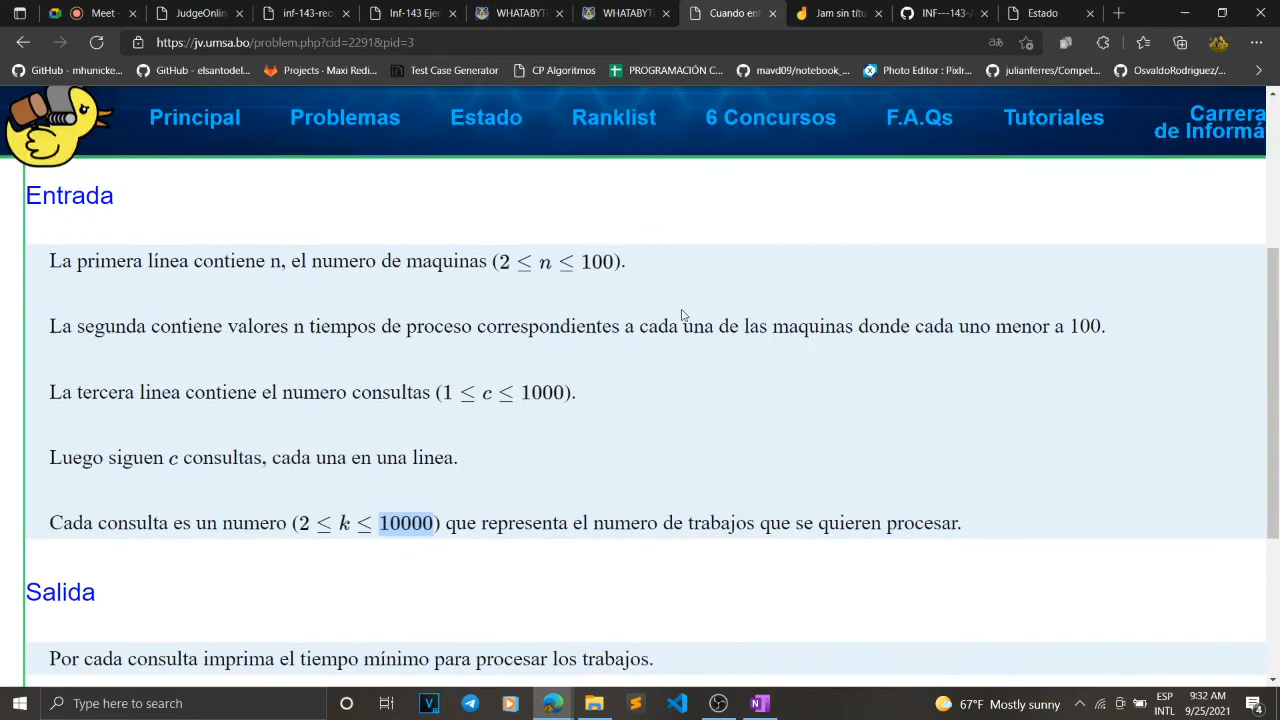 Meet -
JudgeOnlin
inf-143-recu
Inf-143 Ejer
WHATABYTE
WHATABYTE
Cuando ent
Jam sin títu
INF---143-/
Estado
https://jv.umsa.bo/problem.php?cid=2291&pid=3
GitHub - mhunicke...
GitHub - elsantodel...
Projects · Maxi Redi...
Test Case Generator
CP Algoritmos
PROGRAMACIÓN C...
mavd09/notebook_...
Photo Editor : Pixlr...
julianferres/Compet...
OsvaldoRodriguez/...
Principal
Problemas
Estado
Ranklist
6 Concursos
F.A.Qs
Tutoriales
Carrera
de Informá
Entrada
La primera línea contiene n, el numero de maquinas (2 ≤ n ≤ 100).
La segunda contiene valores n tiempos de proceso correspondientes a cada una de las maquinas donde cada uno menor a 100.
La tercera linea contiene el numero consultas (1 ≤ c ≤ 1000).
Luego siguen c consultas, cada una en una linea.
Cada consulta es un numero (2 ≤ k ≤ 10000) que representa el numero de trabajos que se quieren procesar.
Salida
Por cada consulta imprima el tiempo mínimo para procesar los trabajos.
Type here to search
67°F Mostly sunny
ESP
INTL
9:32 AM
9/25/2021
4